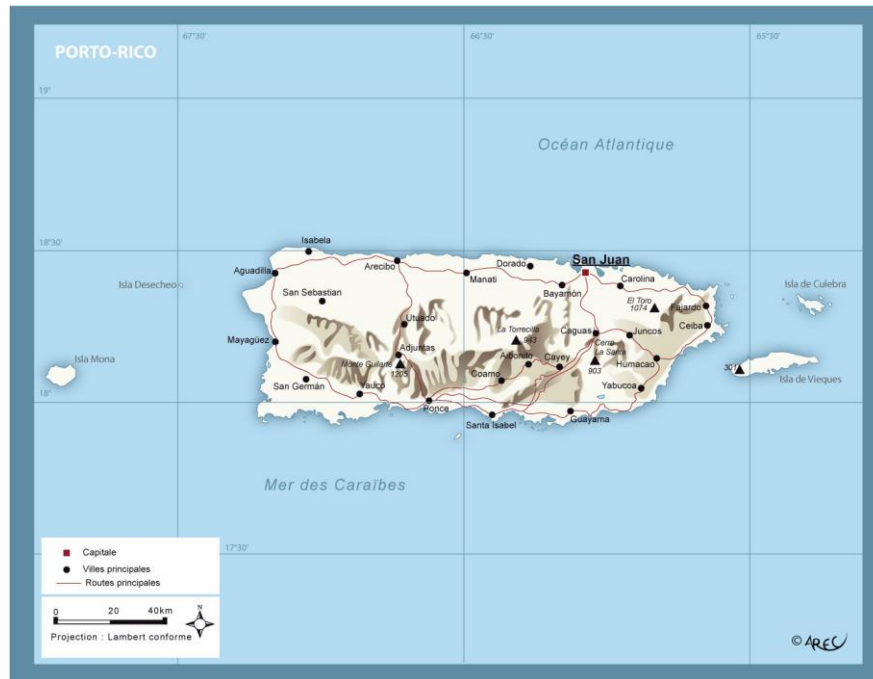 PORTO-RICO
67°30'
66°30'
65°30'
19°
Océan Atlantique
18°30
Isabela
San Juan
Aguadilla
Arecibo
Dorado
Manati
Carolina
Isla Desecheo
San Sebastian
Bayamón
Isla de Culebra
El Toro
1074
Fajardo
Utuado
La Torrecilla
943
Caguas
Juncos
Ceiba
Mayagüez
Adjuntas
Cerro
La Santa
903
Isla Mona
Monte Guilarte
1205
Aibonito
Cayey
Humacao
301
San Germán
Coamo
Yabucoa
Isla de Vieques
Yauco
18°
Ponce
Santa Isabel
Guayama
Mer des Caraïbes
17°30'
Capitale
Villes principales
Routes principales
0 20 40km
N
Projection : Lambert conforme
© AREC